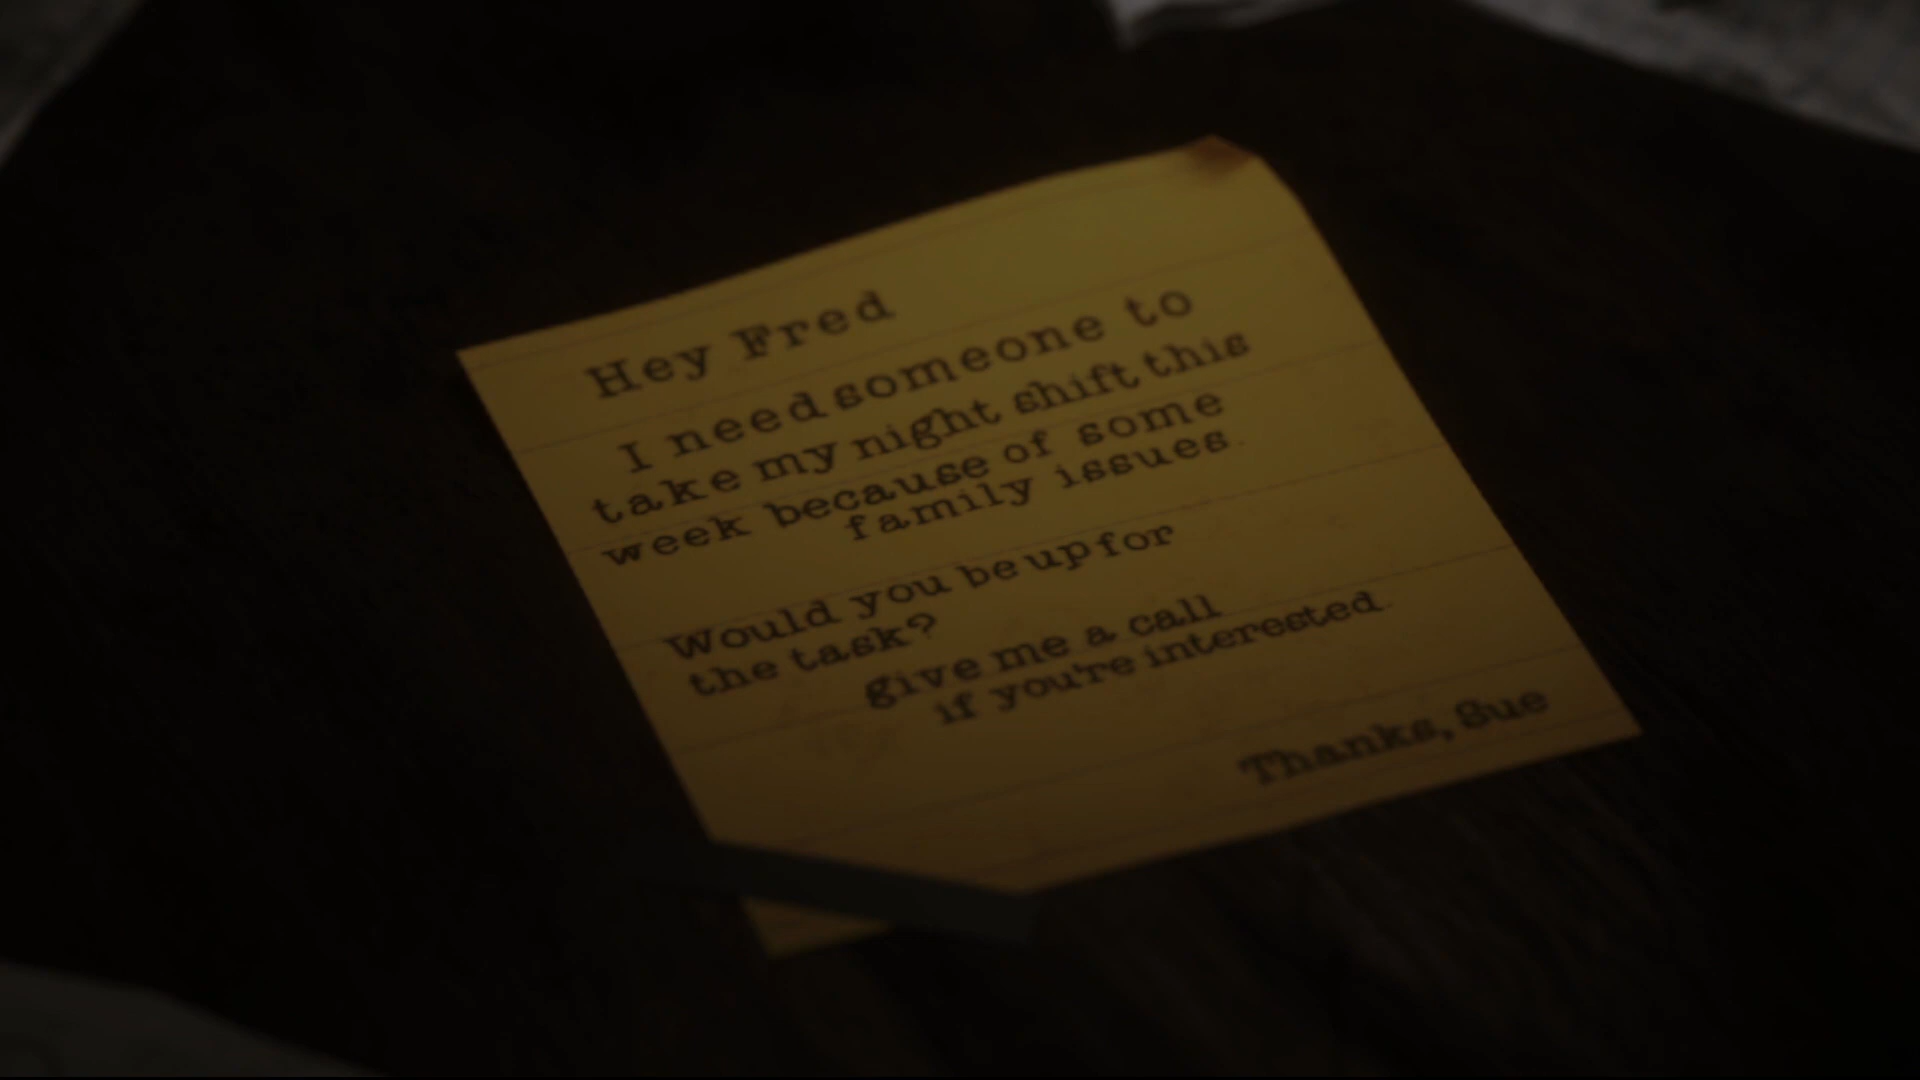 Hey Fred
I need someone to
take my night shift this
week because of some
family issues.
Would you be up for
the task?
give me a call
if you're interested.
Thanks, Sue